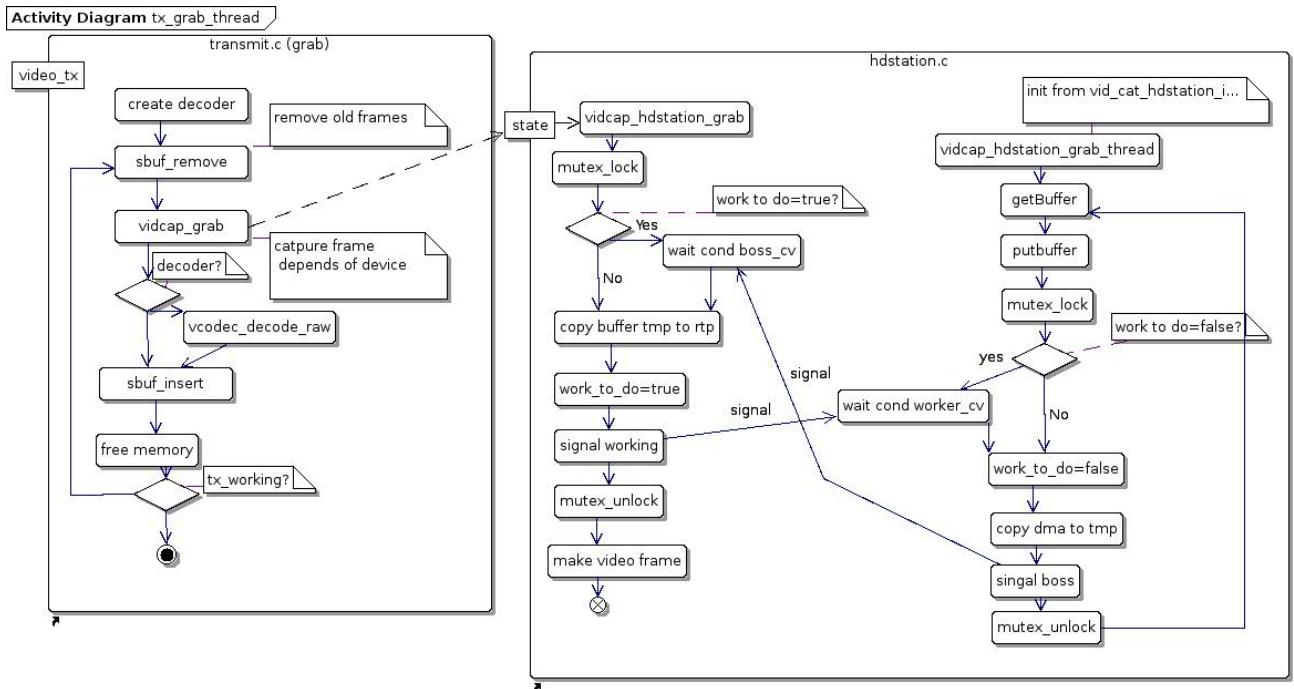 Activity Diagram tx_grab_thread
transmit.c (grab)
video_tx
create decoder
remove old frames
sbuf_remove
vidcap_grab
catpure frame
depends of device
decoder?
vcodec_decode_raw
sbuf_insert
free memory
tx_working?
hdstation.c
state
vidcap_hdstation_grab
mutex_lock
work to do=true?
Yes
wait cond boss_cv
No
copy buffer tmp to rtp
work_to_do=true
signal working
mutex_unlock
make video frame
signal
signal
init from vid_cat_hdstation_i...
vidcap_hdstation_grab_thread
getBuffer
putbuffer
mutex_lock
work to do=false?
yes
wait cond worker_cv
No
work_to_do=false
copy dma to tmp
singal boss
mutex_unlock